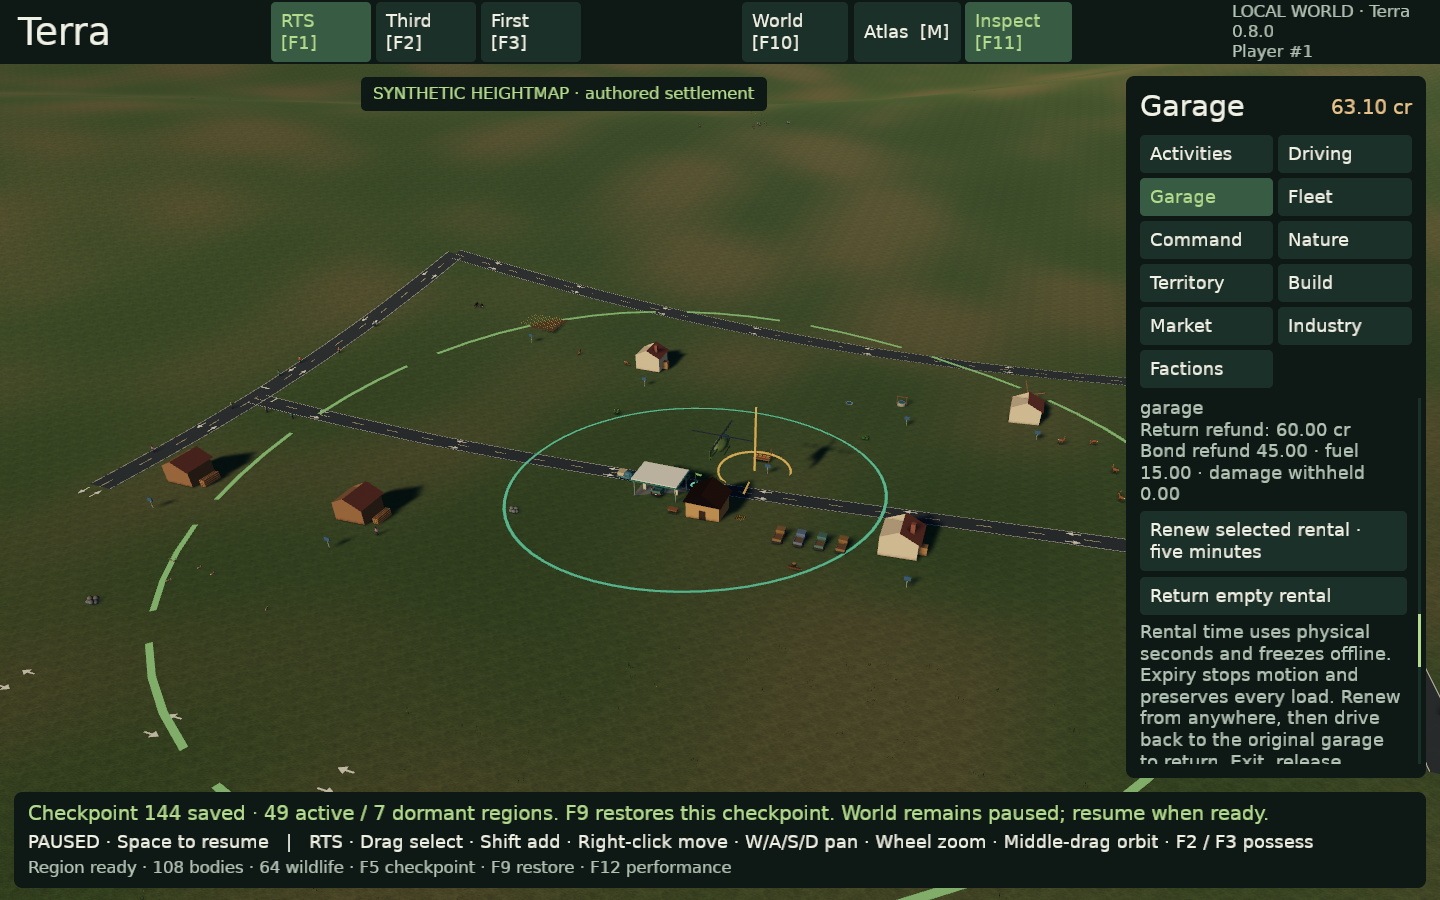 Terra
RTS
[F1]
Third
[F2]
First
[F3]
World
[F10]
Atlas [M]
Inspect
[F11]
LOCAL WORLD · Terra
0.8.0
Player #1
SYNTHETIC HEIGHTMAP · authored settlement
Garage
63.10 cr
Activities
Driving
Garage
Fleet
Command
Nature
Territory
Build
Market
Industry
Factions
garage
Return refund: 60.00 cr
Bond refund 45.00 · fuel
15.00 · damage withheld
0.00
Renew selected rental ·
five minutes
Return empty rental
Rental time uses physical
seconds and freezes offline.
Expiry stops motion and
preserves every load. Renew
from anywhere, then drive
back to the original garage
to return. Exit, release
Checkpoint 144 saved · 49 active / 7 dormant regions. F9 restores this checkpoint. World remains paused; resume when ready.
PAUSED · Space to resume | RTS · Drag select · Shift add · Right-click move · W/A/S/D pan · Wheel zoom · Middle-drag orbit · F2 / F3 possess
Region ready · 108 bodies · 64 wildlife · F5 checkpoint · F9 restore · F12 performance